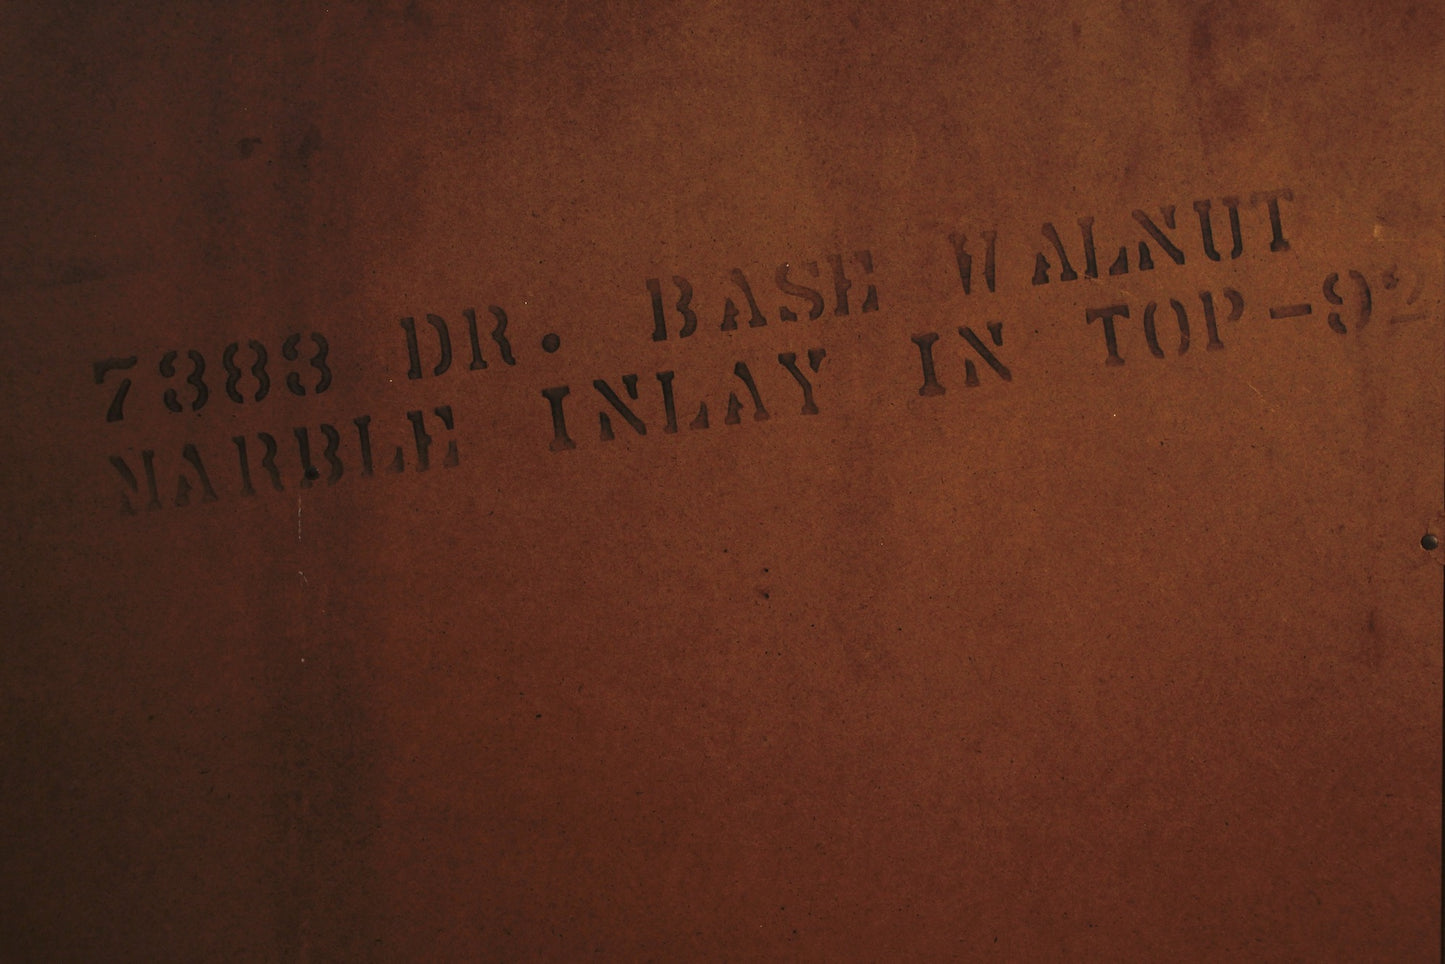 7383 DR. BASE WALNUT
MARBLE INLAY IN TOP-92